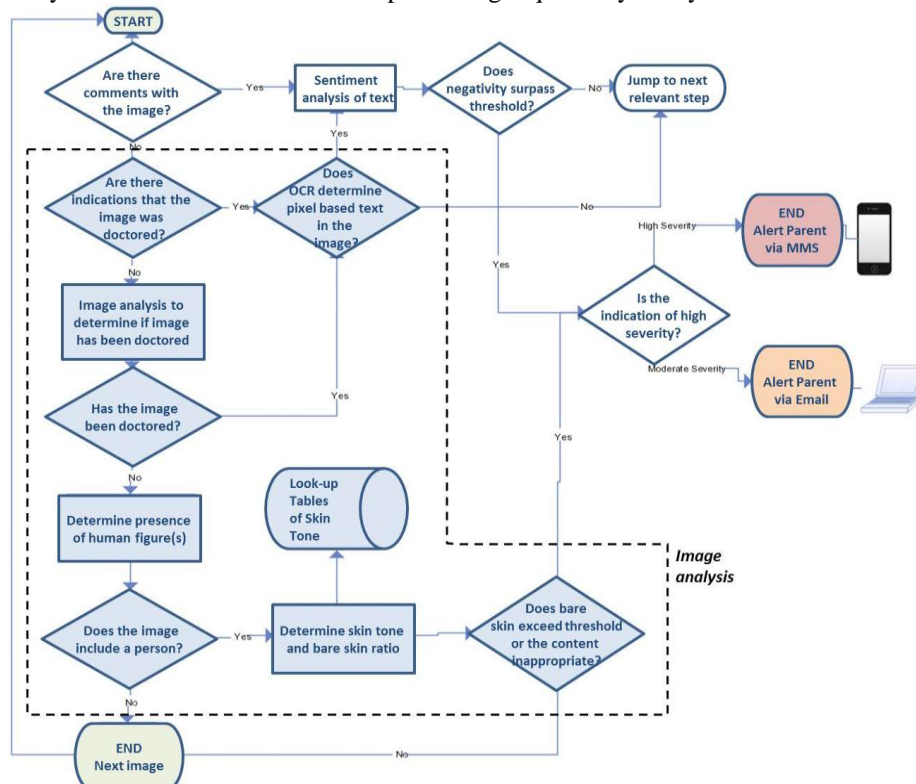 START
Are there
comments with
the image?
Yes
Sentiment
analysis of text
Does
negativity surpass
threshold?
No
Jump to next
relevant step
No
Yes
Are there
indications that the
image was
doctored?
Yes
Does
OCR determine
pixel based text
in the
image?
No
END
Alert Parent
via MMS
High Severity
No
Yes
Is the
indication of high
severity?
Image analysis to
determine if image
has been doctored
Moderate Severity
END
Alert Parent
via Email
Has the image
been doctored?
Yes
Yes
No
Look-up
Tables
of Skin
Tone
Determine presence
of human figure(s)
Image
analysis
Does the image
include a person?
Yes
Determine skin tone
and bare skin ratio
Does bare
skin exceed threshold
or the content
inappropriate?
No
END
Next image
No